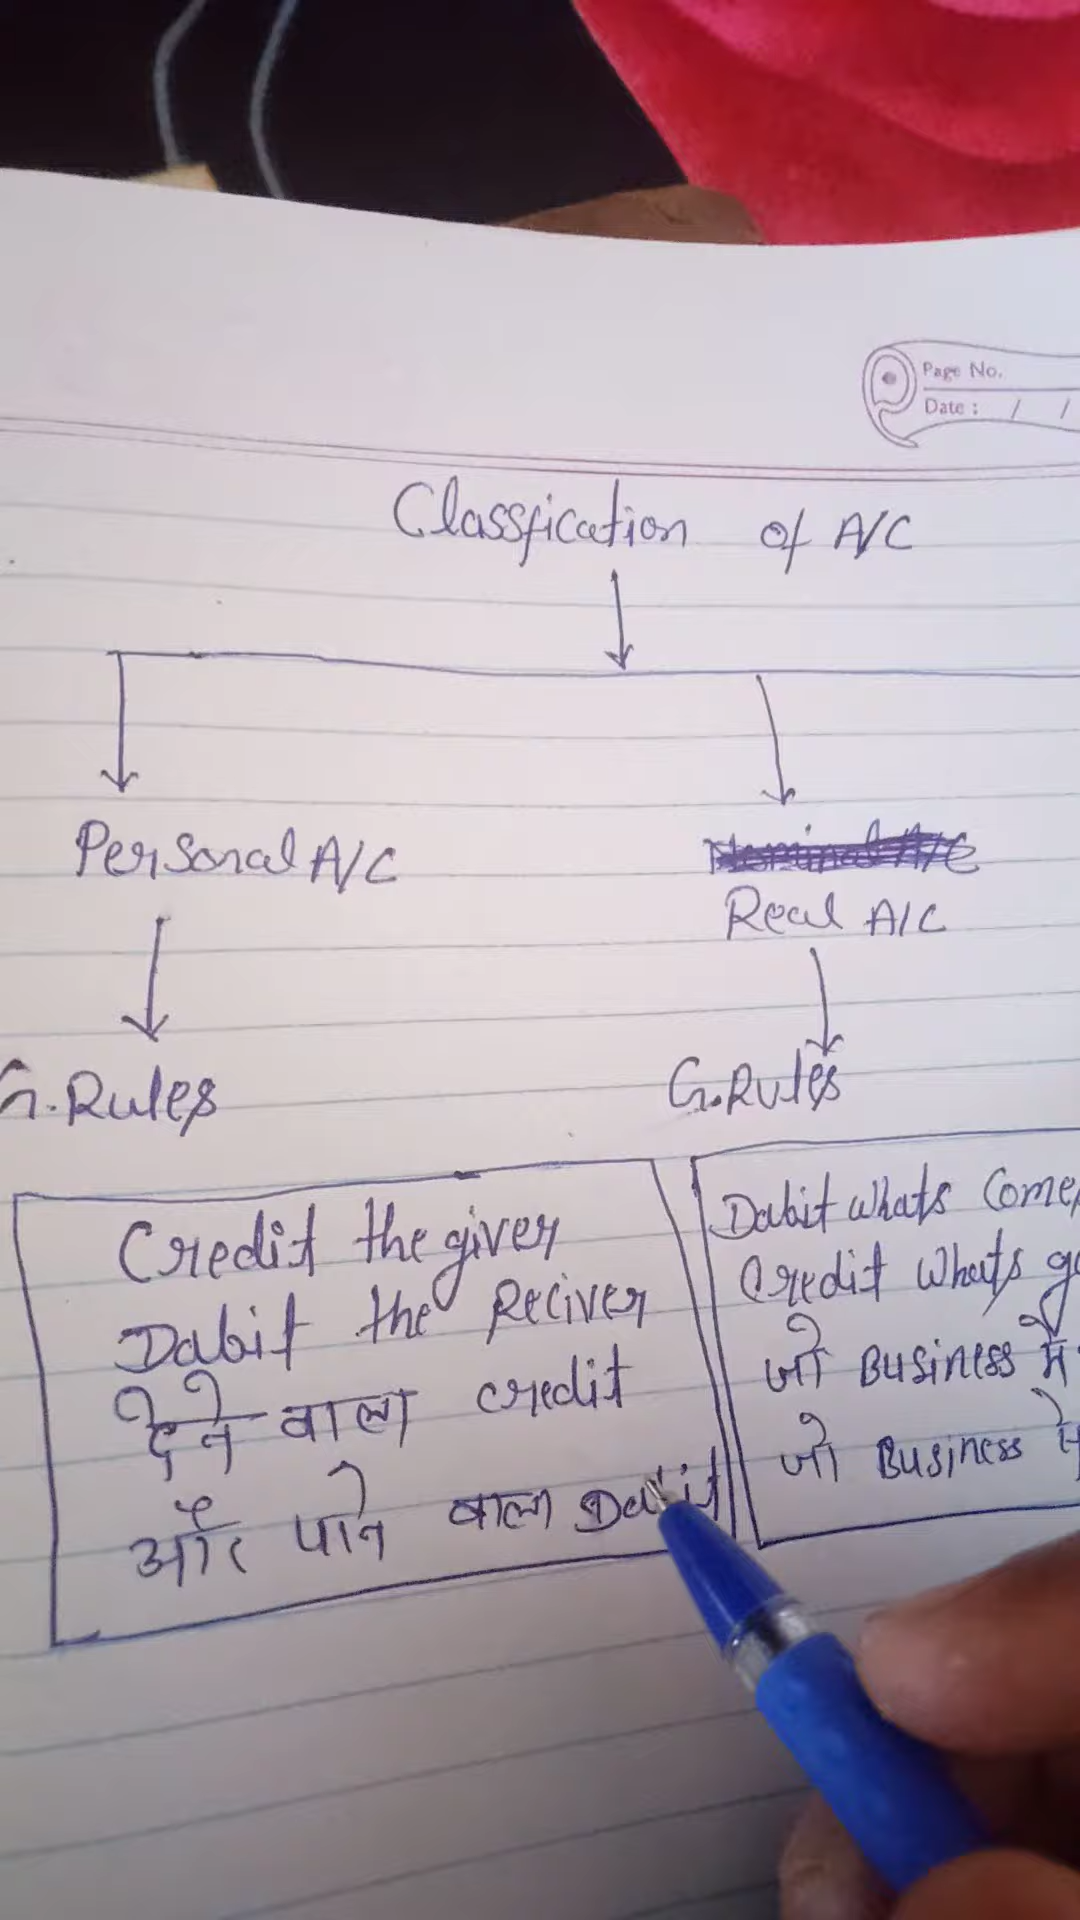 Page No.
Date : / /
Classfication of A/C
Personal A/C
Real A/C
G.Rules
G.Rules
Credit the giver
Dabit the Reciver
देने वाला credit
और पाने वाला Dabit
Dabit whats Come
Credit whats
जो Business में
जो Business